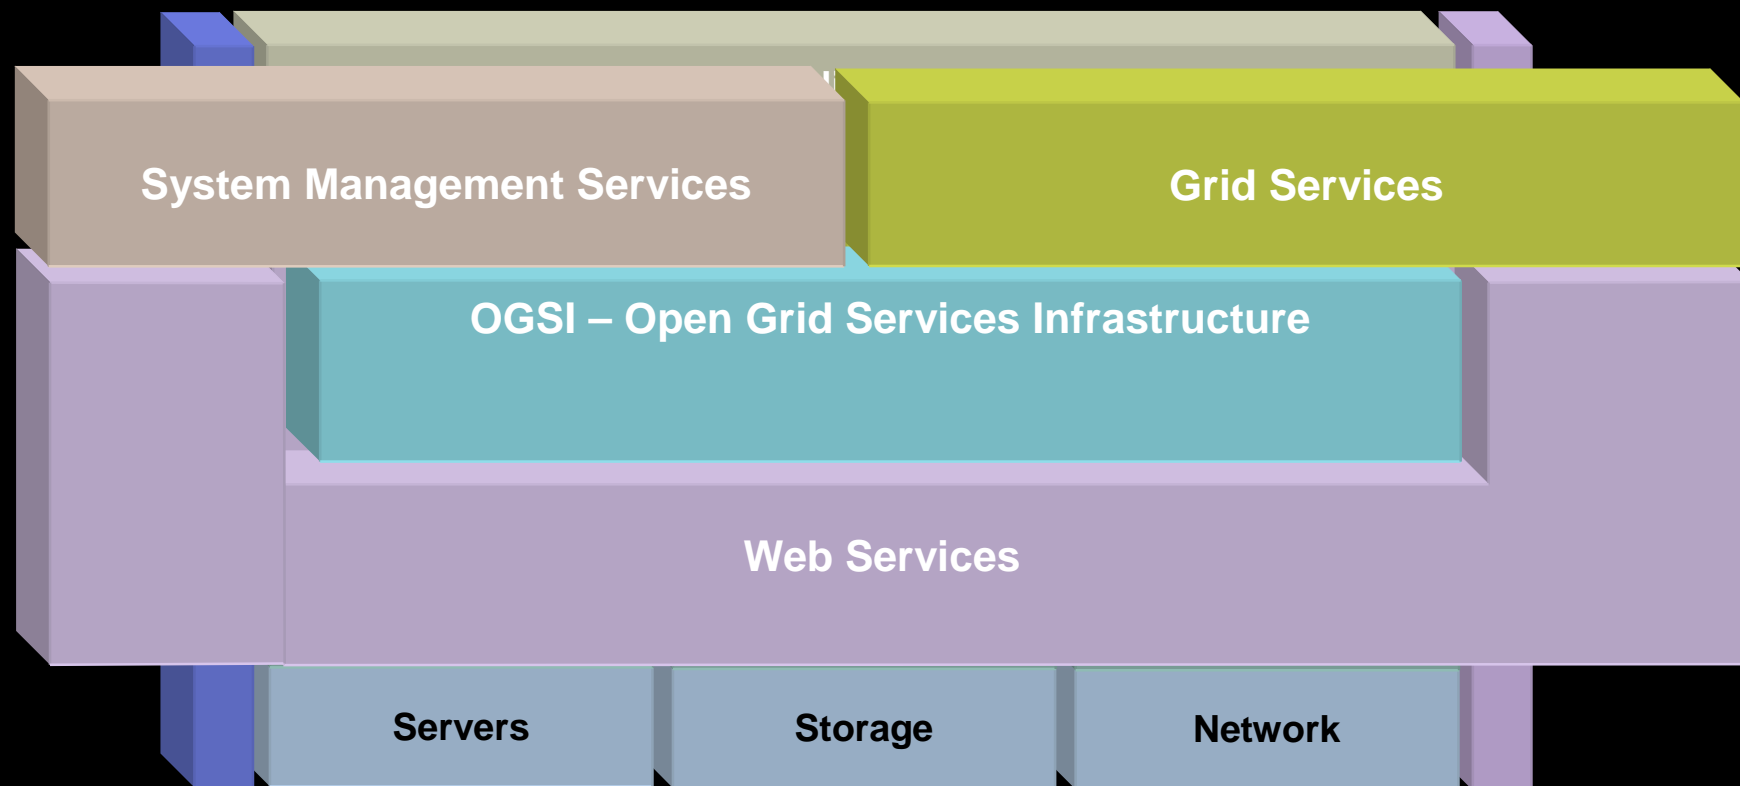 System Management Services
Grid Services
OGSI – Open Grid Services Infrastructure
Web Services
Servers
Storage
Network